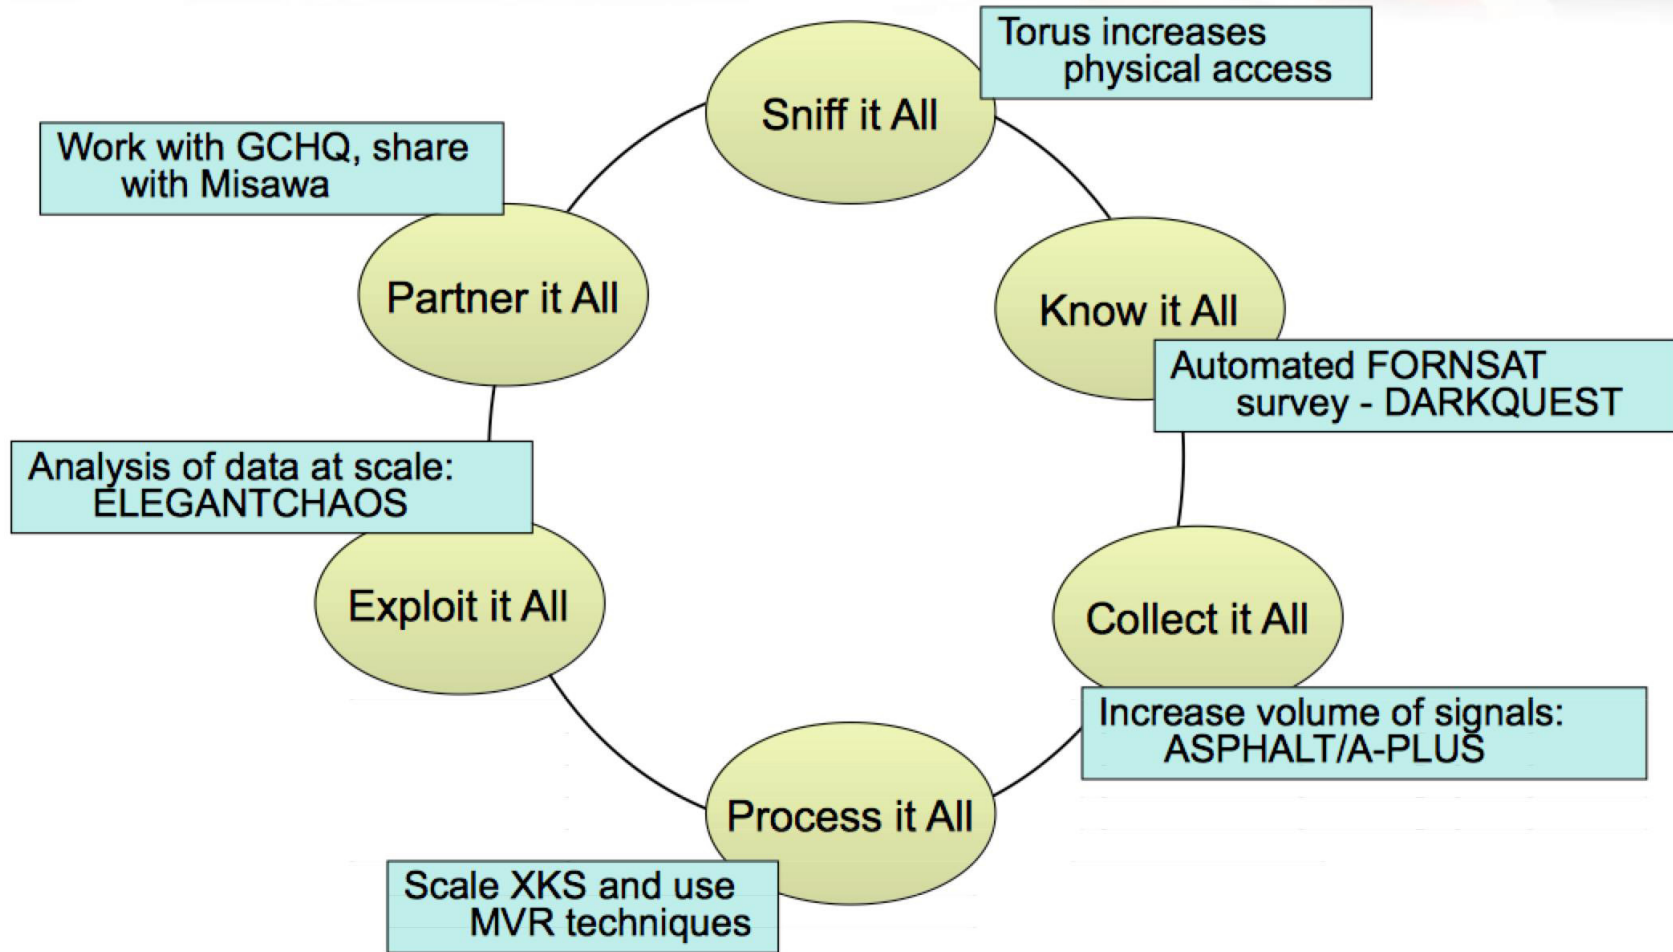 Sniff it All
Torus increases
physical access
Know it All
Automated FORNSAT
survey - DARKQUEST
Collect it All
Increase volume of signals:
ASPHALT/A-PLUS
Process it All
Scale XKS and use
MVR techniques
Exploit it All
Analysis of data at scale:
ELEGANTCHAOS
Partner it All
Work with GCHQ, share
with Misawa